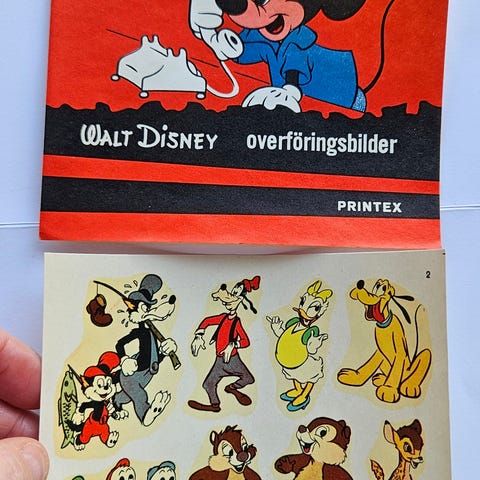 WALT DISNEY overföringsbilder
PRINTEX
2